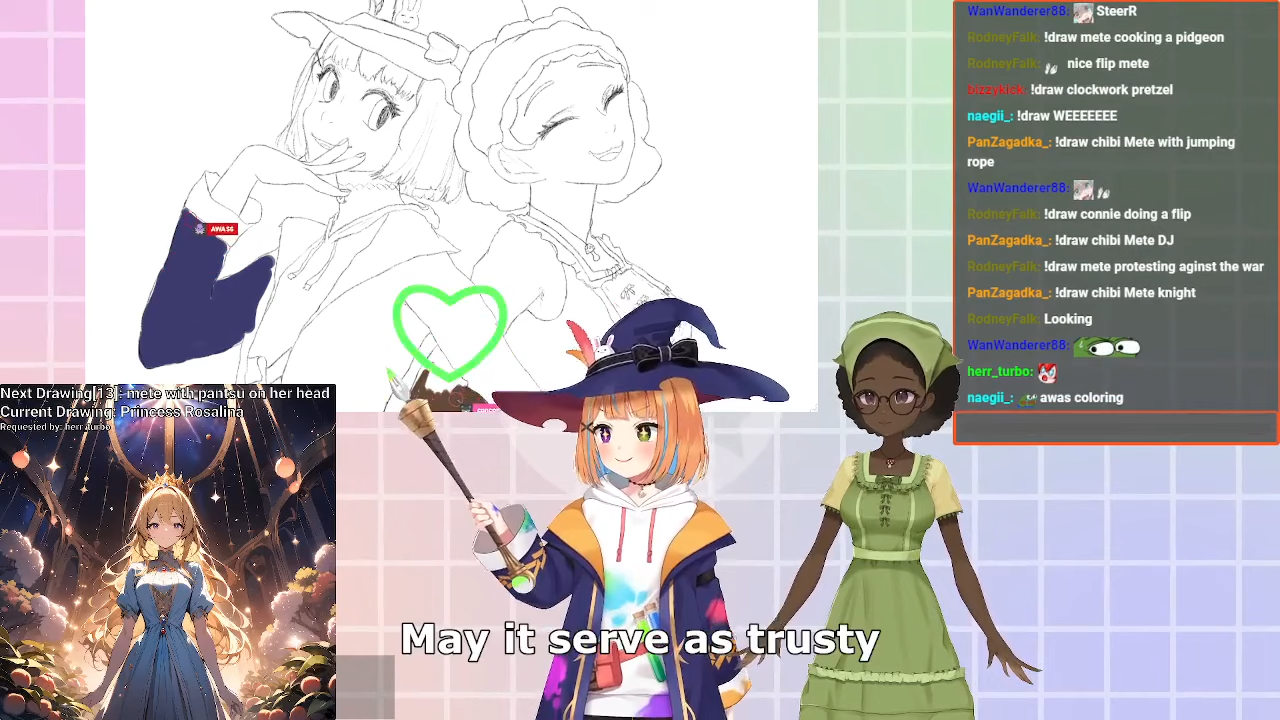 WanWanderer88: SteerR
RodneyFalk: !draw mete cooking a pidgeon
RodneyFalk: nice flip mete
bizzykick: !draw clockwork pretzel
naegii_: !draw WEEEEEEE
PanZagadka_: !draw chibi Mete with jumping
rope
WanWanderer88:
RodneyFalk: !draw connie doing a flip
PanZagadka_: !draw chibi Mete DJ
RodneyFalk: !draw mete protesting aginst the war
PanZagadka_: !draw chibi Mete knight
RodneyFalk: Looking
WanWanderer88:
herr_turbo:
naegii_: awas coloring
AWASS
Next Drawing[13]: mete with pantsu on her head
Current Drawing: Princess Rosalina
Requested by: herr_turbo
May it serve as trusty